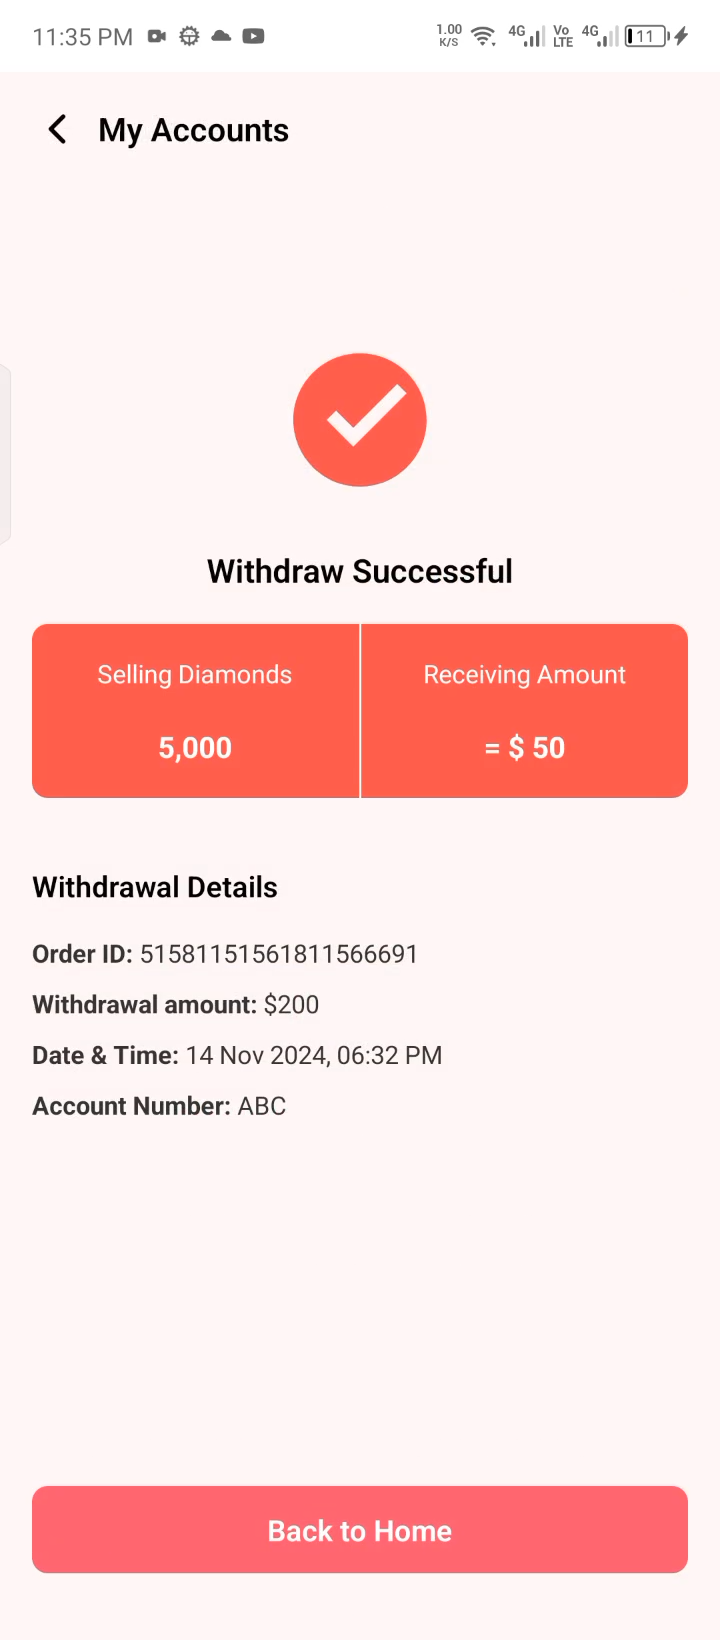 11:35 PM 1.00 K/S 4G Vo LTE 4G 11
My Accounts
Withdraw Successful
Selling Diamonds Receiving Amount
5,000 = $ 50
Withdrawal Details
Order ID: 51581151561811566691
Withdrawal amount: $200
Date & Time: 14 Nov 2024, 06:32 PM
Account Number: ABC
Back to Home